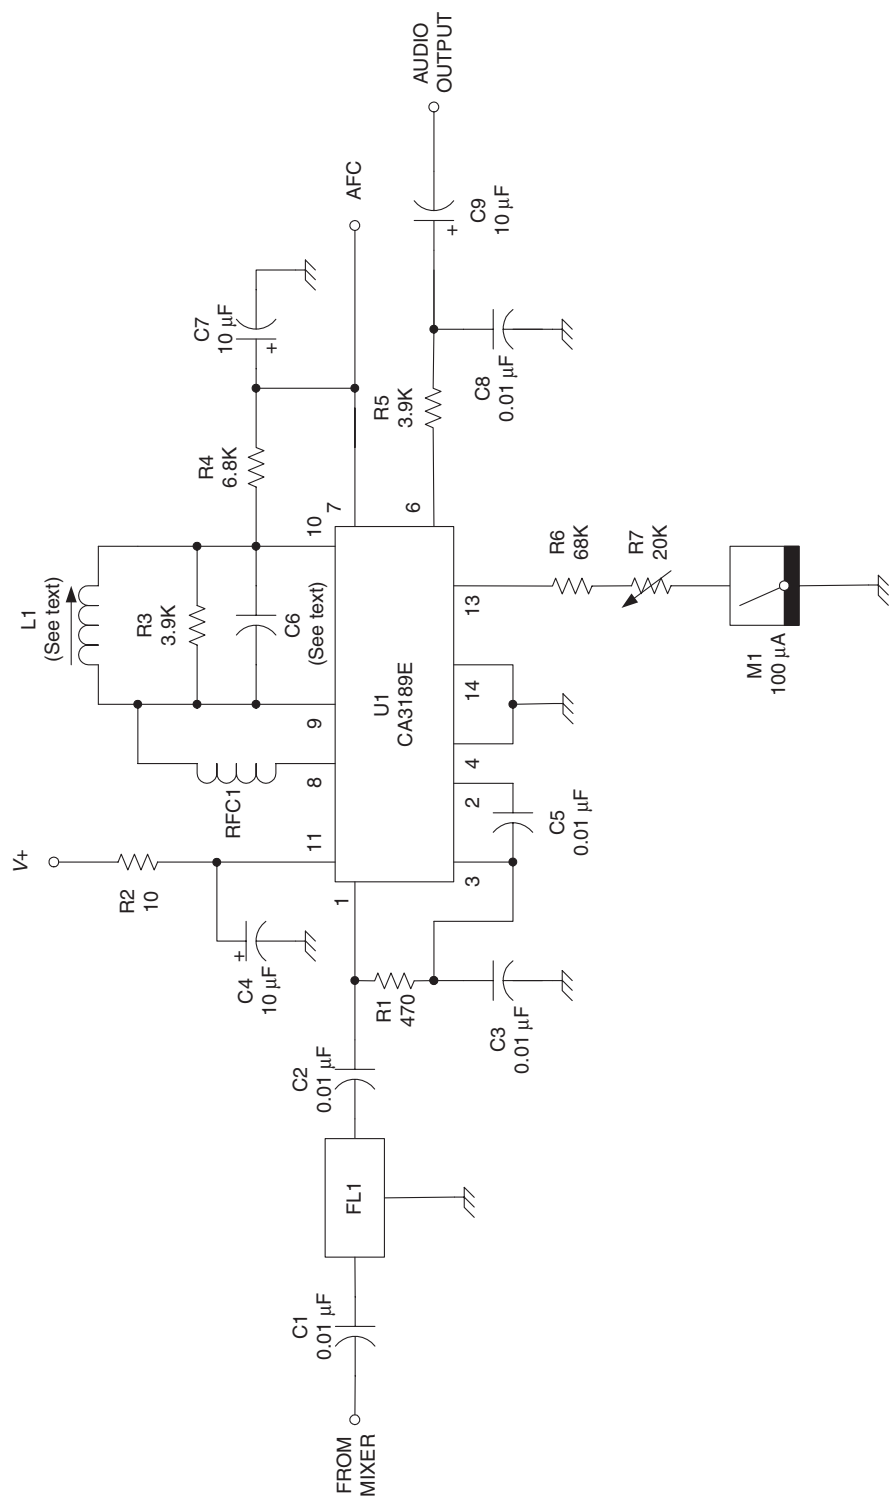 FROM
MIXER
C1
0.01 µF
FL1
C2
0.01 µF
R1
470
C3
0.01 µF
V+
R2
10
+
C4
10 µF
RFC1
L1
(See text)
R3
3.9K
C6
(See text)
R4
6.8K
C7
10 µF
+
AFC
1
11
8
9
10
7
6
3
2
4
14
13
U1
CA3189E
C5
0.01 µF
R5
3.9K
C8
0.01 µF
+
C9
10 µF
AUDIO
OUTPUT
R6
68K
R7
20K
M1
100 µA